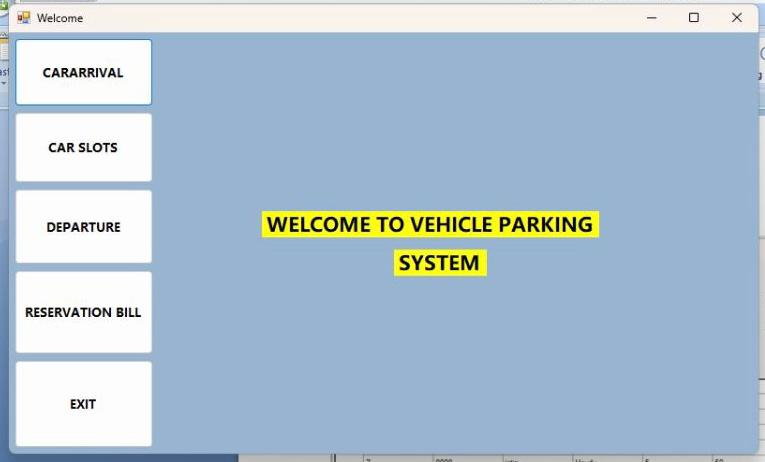 Welcome
CARARRIVAL
CAR SLOTS
DEPARTURE
RESERVATION BILL
EXIT
WELCOME TO VEHICLE PARKING
SYSTEM